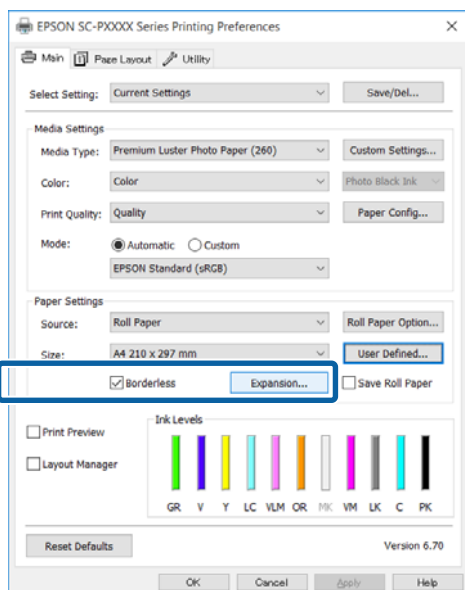 EPSON SC-PXXXX Series Printing Preferences
Main Page Layout Utility
Select Setting: Current Settings Save/Del...
Media Settings
Media Type: Premium Luster Photo Paper (260) Custom Settings...
Color: Color Photo Black Ink
Print Quality: Quality Paper Config...
Mode: Automatic Custom
EPSON Standard (sRGB)
Paper Settings
Source: Roll Paper Roll Paper Option...
Size: A4 210 x 297 mm User Defined...
Borderless Expansion... Save Roll Paper
Ink Levels
Print Preview
Layout Manager
GR V Y LC VLM OR MK VM LK C PK
Reset Defaults Version 6.70
OK Cancel Apply Help